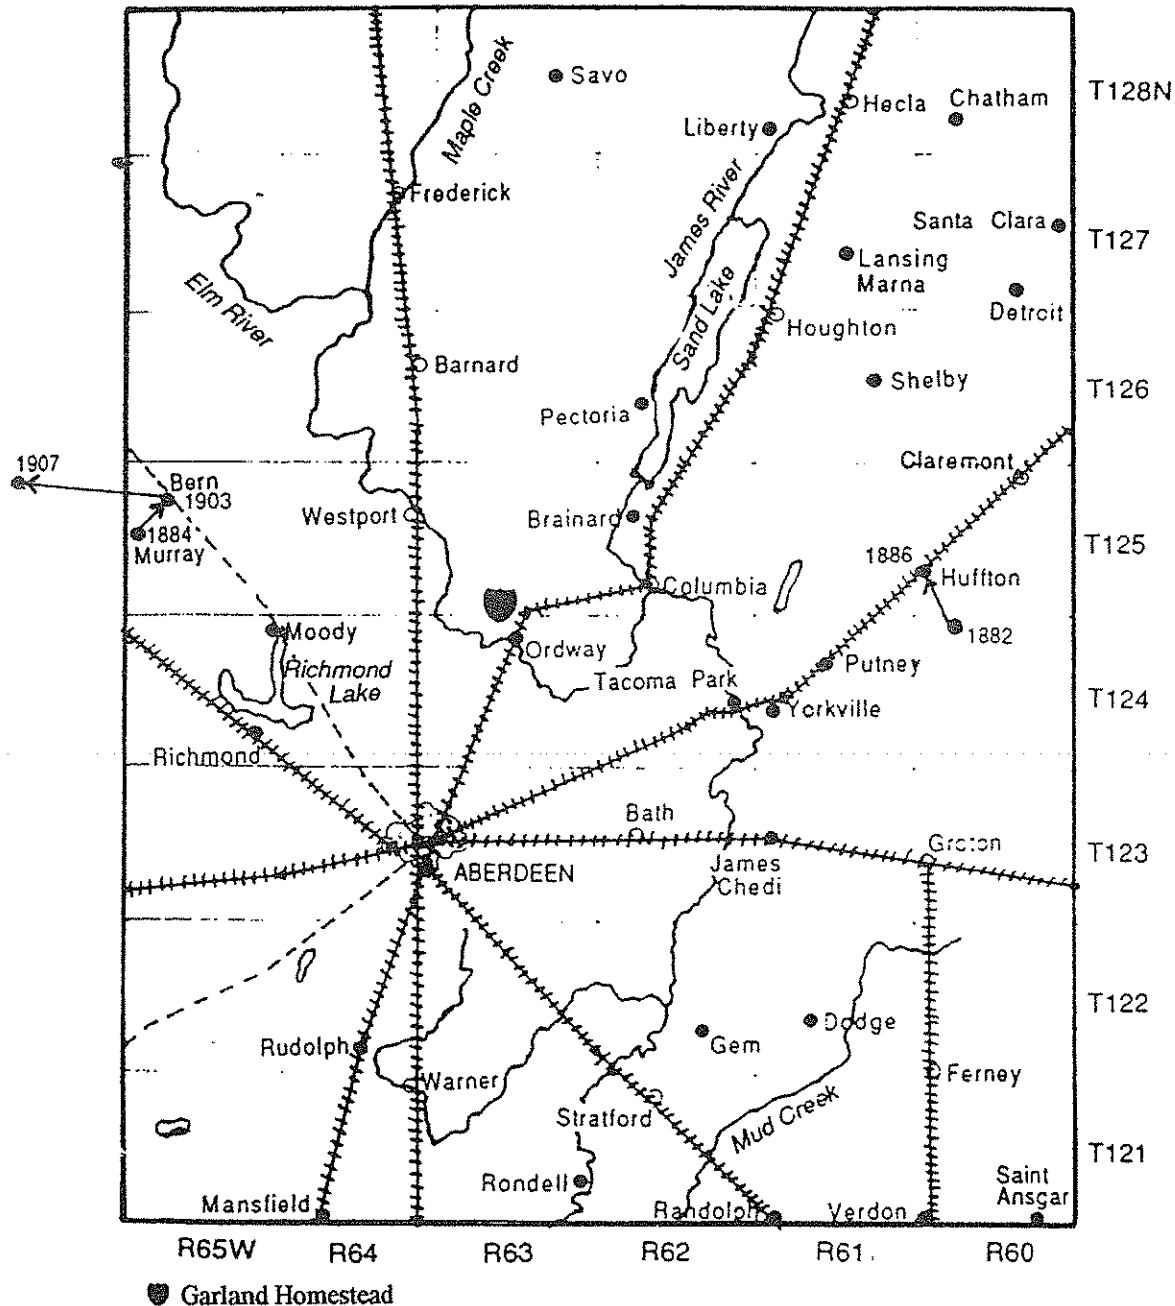 Savo
T128N
Maple Creek
Hecla
Chatham
Liberty
Frederick
James River
Santa Clara
T127
Lansing
Marna
Elm River
Sand Lake
Detroit
Houghton
Barnard
Shelby
T126
Pectoria
1907
Bern
1903
Claremont
Westport
Brainard
1884
Murray
T125
1886
Huffton
Columbia
1882
Moody
Ordway
Putney
Richmond
Lake
Tacoma Park
T124
Yorkville
Richmond
Bath
Groton
T123
ABERDEEN
James
Chedi
T122
Dodge
Rudolph
Gem
Warner
Ferney
Stratford
Mud Creek
T121
Rondell
Saint
Ansgar
Mansfield
Randolph
Verdon
R65W
R64
R63
R62
R61.
R60
Garland Homestead